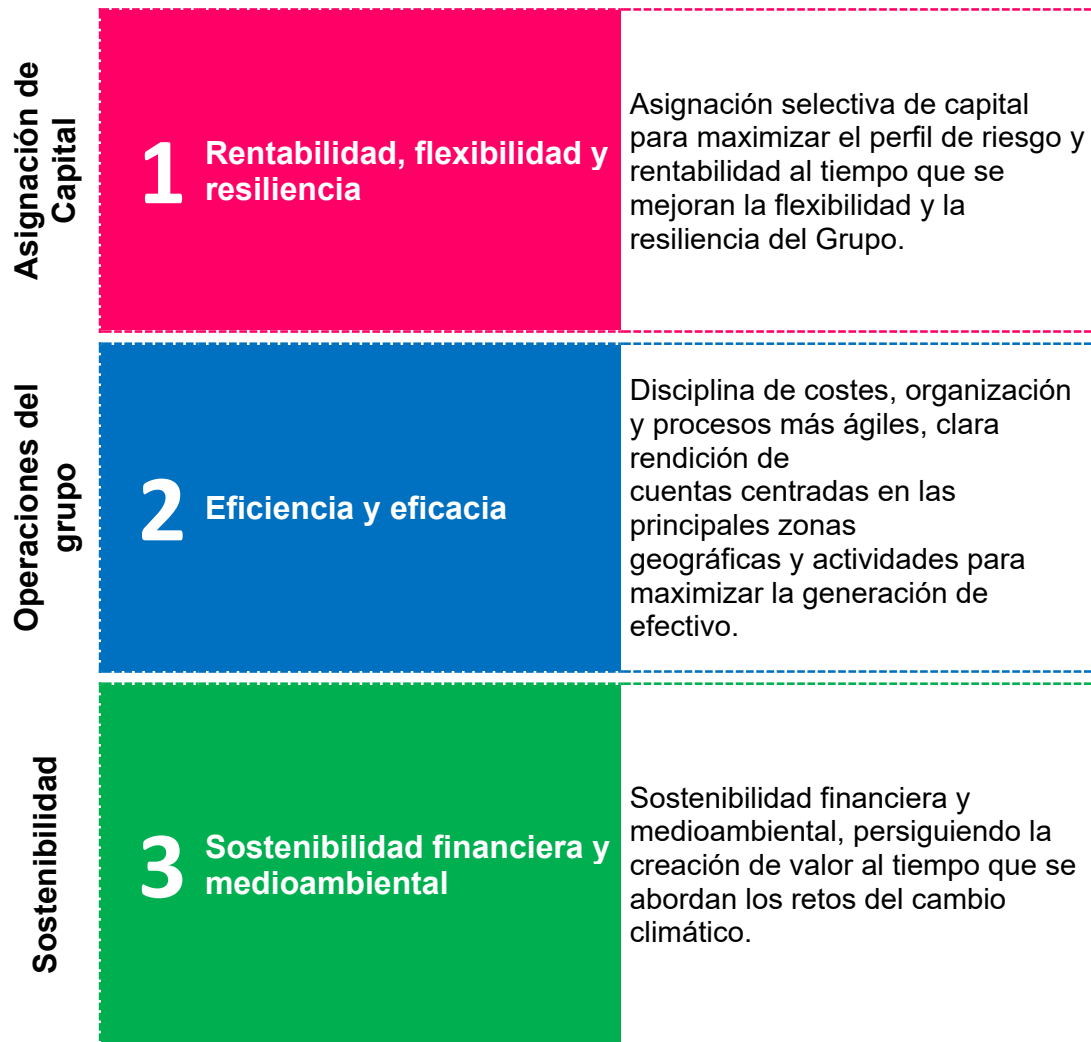 Asignación de
Capital
1
Rentabilidad, flexibilidad y
resiliencia
Asignación selectiva de capital
para maximizar el perfil de riesgo y
rentabilidad al tiempo que se
mejoran la flexibilidad y la
resiliencia del Grupo.
Operaciones del
grupo
2
Eficiencia y eficacia
Disciplina de costes, organización
y procesos más ágiles, clara
rendición de
cuentas centradas en las
principales zonas
geográficas y actividades para
maximizar la generación de
efectivo.
Sostenibilidad
3
Sostenibilidad financiera y
medioambiental
Sostenibilidad financiera y
medioambiental, persiguiendo la
creación de valor al tiempo que se
abordan los retos del cambio
climático.